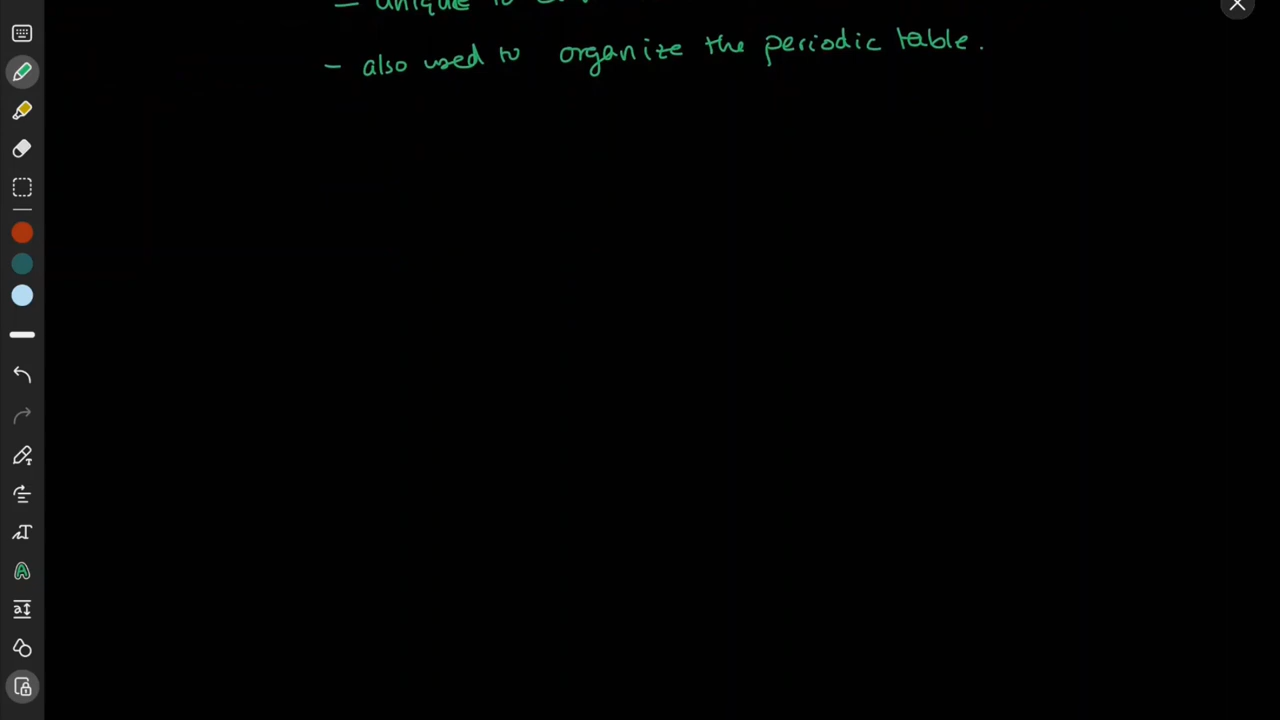 — unique to
- also used to organize the periodic table.